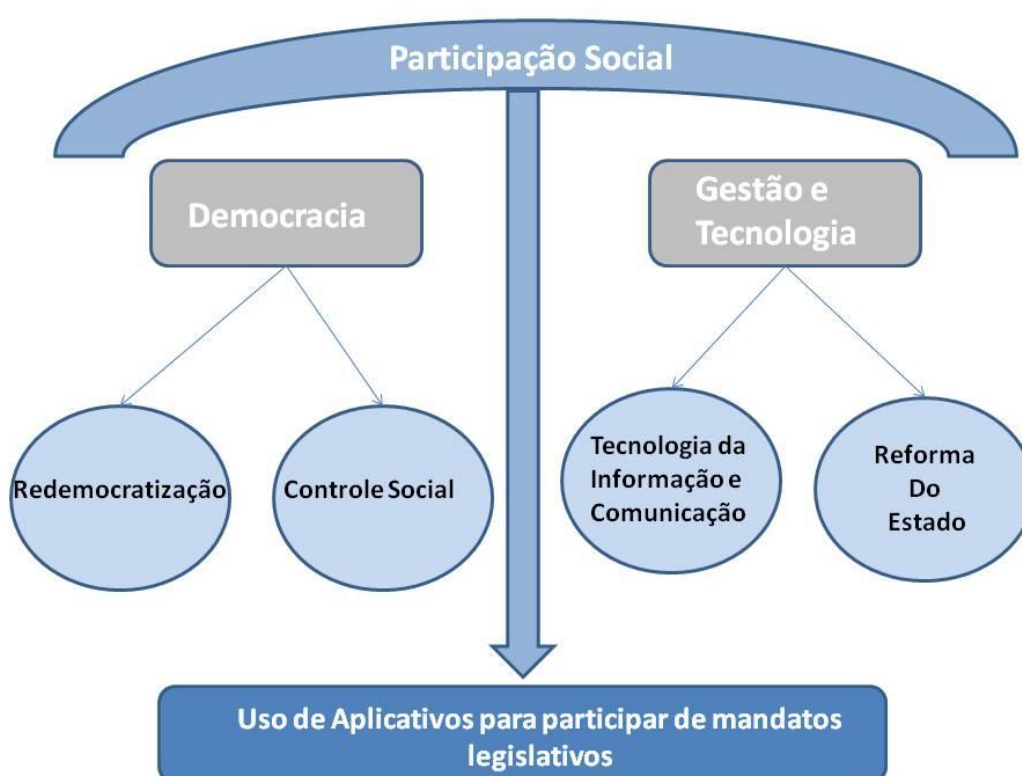 Participação Social
Democracia
Gestão e
Tecnologia
Redemocratização
Controle Social
Tecnologia da
Informação e
Comunicação
Reforma
Do
Estado
Uso de Aplicativos para participar de mandatos
legislativos